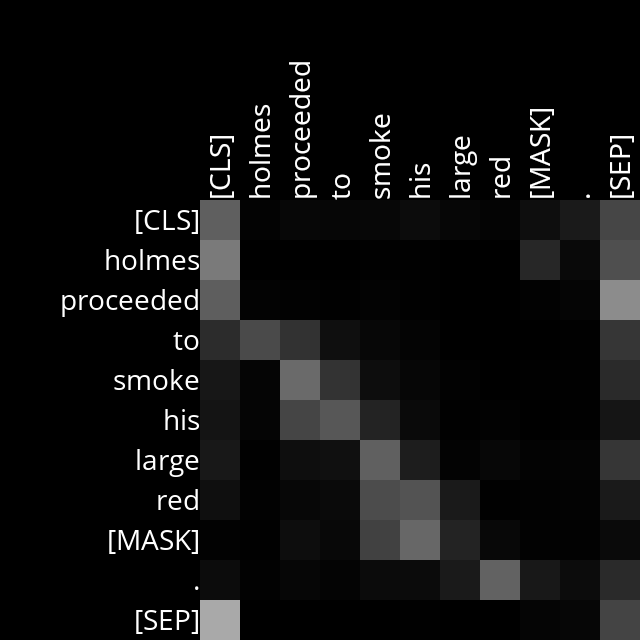 [CLS]
holmes
proceeded
to
smoke
his
large
red
[MASK]
.
[SEP]
[CLS]
holmes
proceeded
to
smoke
his
large
red
[MASK]
.
[SEP]